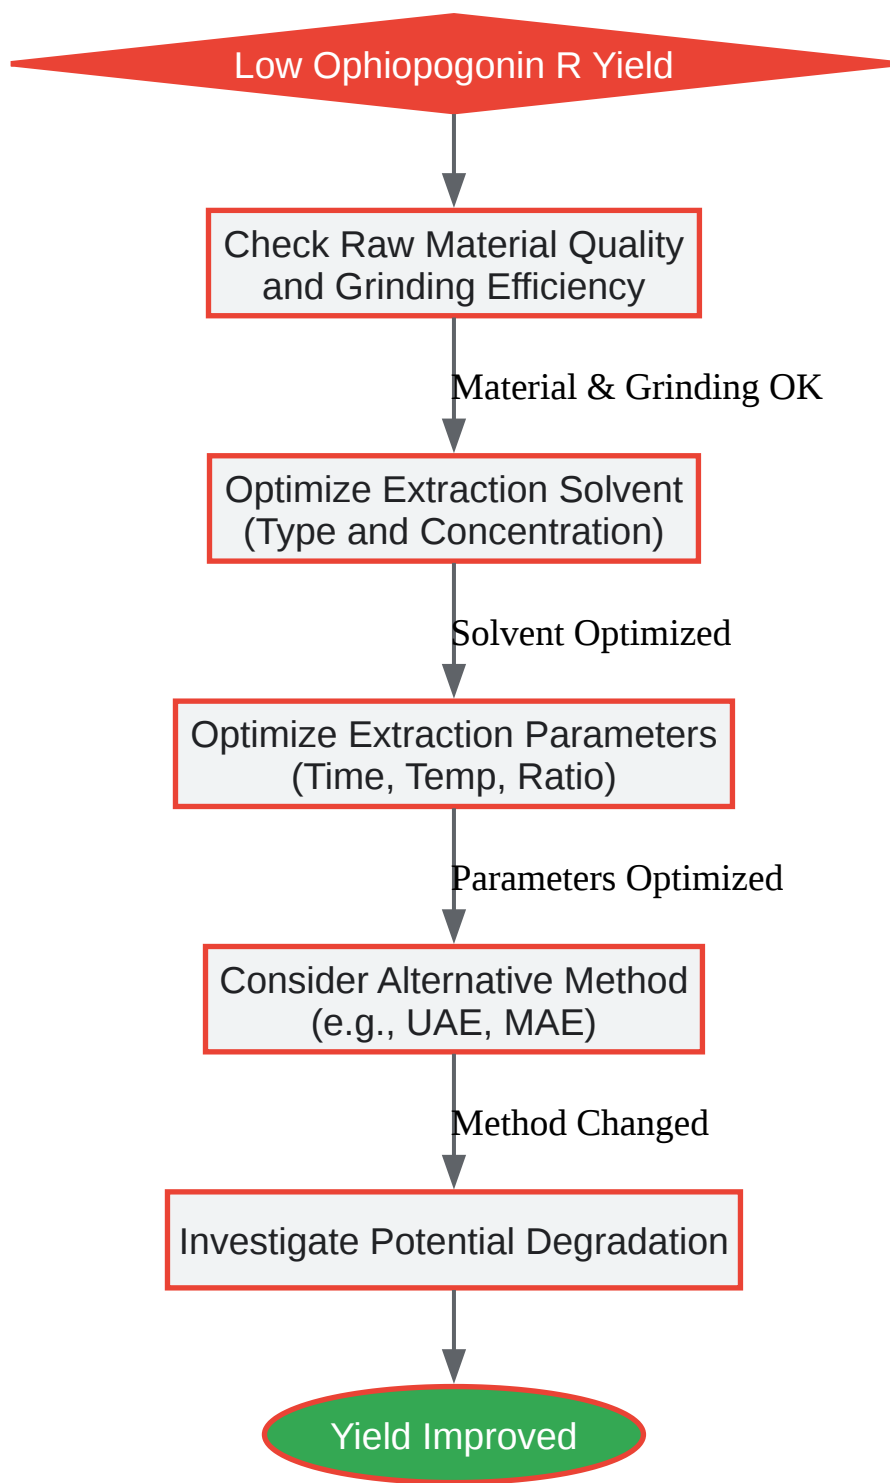 Low Ophiopogonin R Yield
Check Raw Material Quality
and Grinding Efficiency
Material & Grinding OK
Optimize Extraction Solvent
(Type and Concentration)
Solvent Optimized
Optimize Extraction Parameters
(Time, Temp, Ratio)
Parameters Optimized
Consider Alternative Method
(e.g., UAE, MAE)
Method Changed
Investigate Potential Degradation
Yield Improved